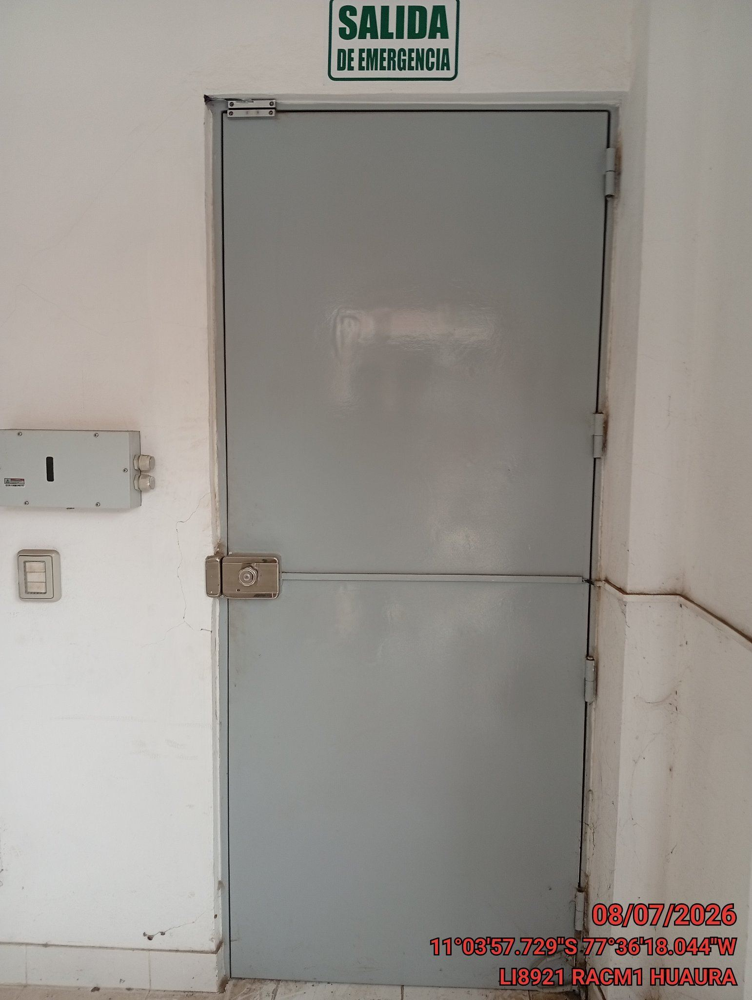 SALIDA
DE EMERGENCIA
08/07/2026
11°03'57.729"S 77°36'18.044"W
LI8921 RACM1 HUAURA